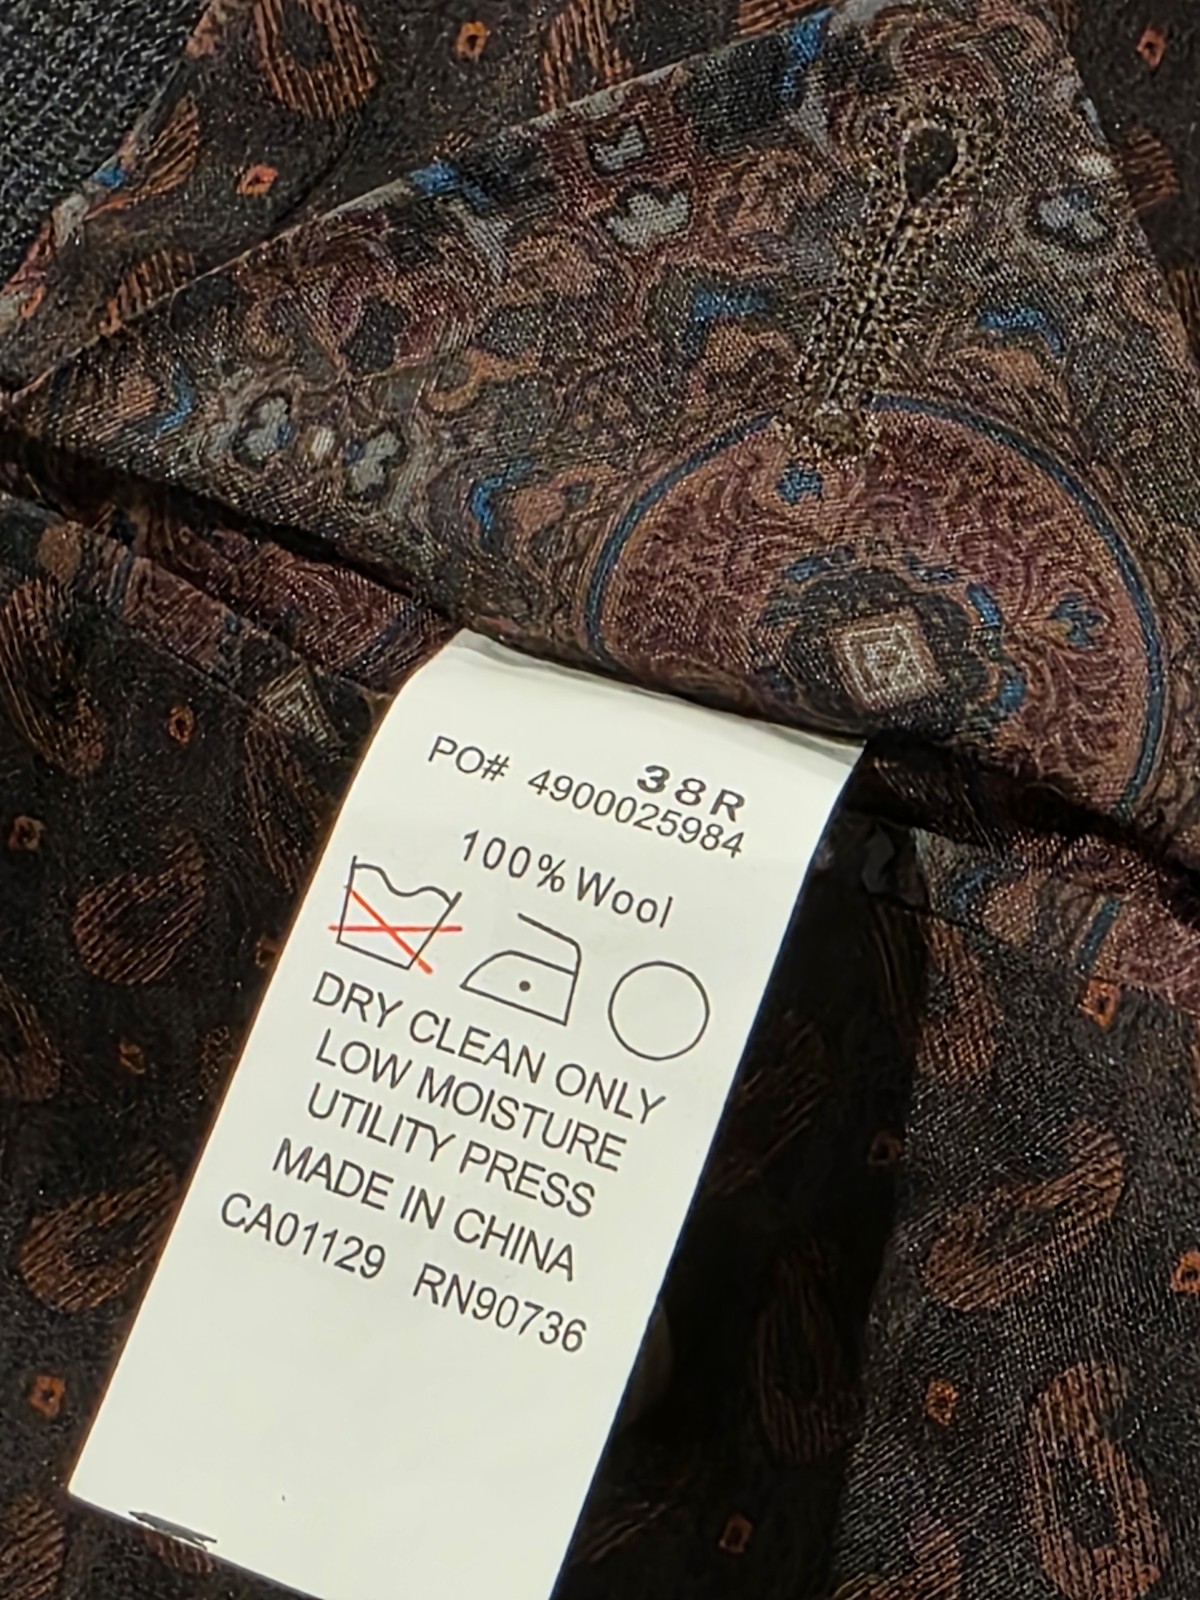 38R
PO# 4900025984
100% Wool
DRY CLEAN ONLY
LOW MOISTURE
UTILITY PRESS
MADE IN CHINA
CA01129 RN90736